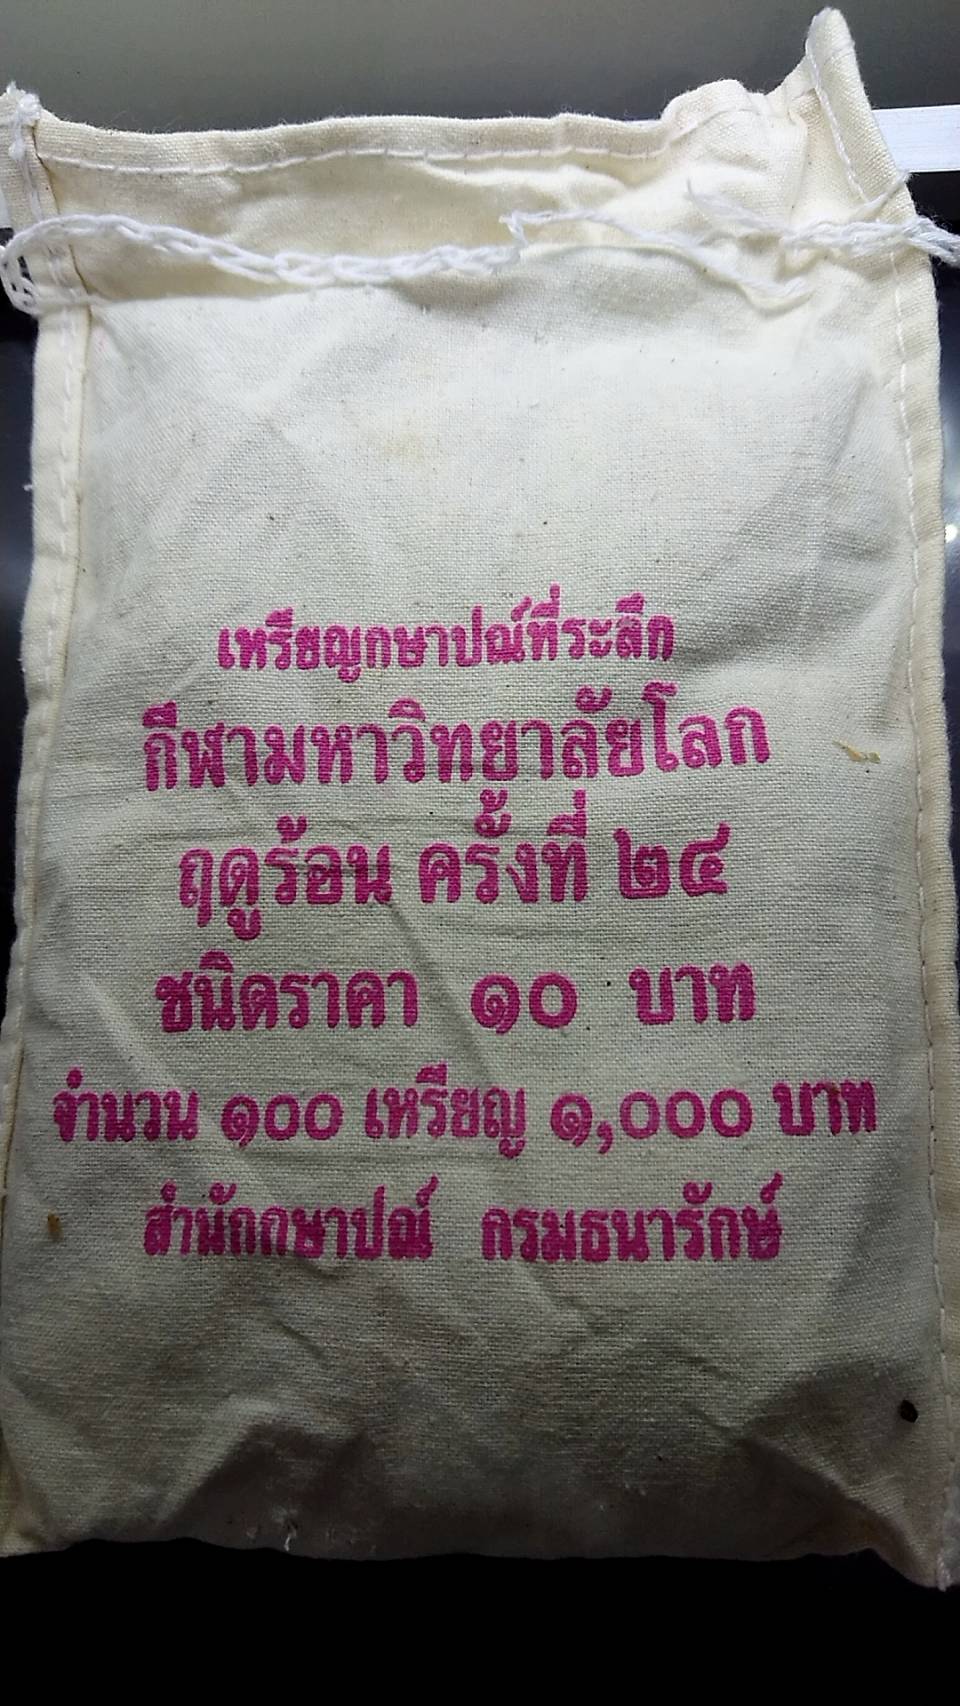 เหรียญกษาปณ์ที่ระลึก
กีฬามหาวิทยาลัยโลก
ฤดูร้อน ครั้งที่ ๒๔
ชนิดราคา ๑๐ บาท
จำนวน ๑๐๐ เหรียญ ๑,๐๐๐ บาท
สำนักกษาปณ์ กรมธนารักษ์